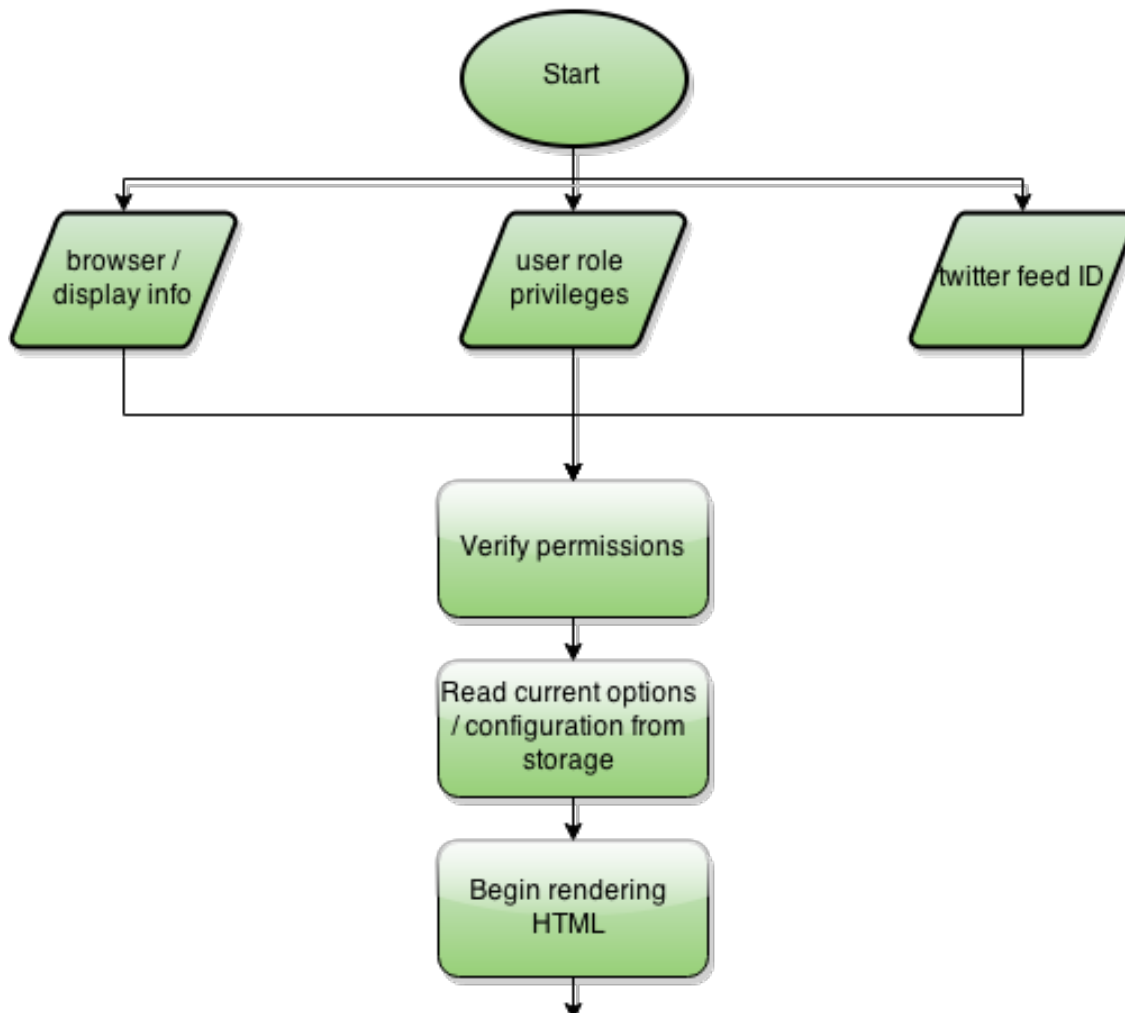 Start
browser /
display info
user role
privileges
twitter feed ID
Verify permissions
Read current options
/ configuration from
storage
Begin rendering
HTML